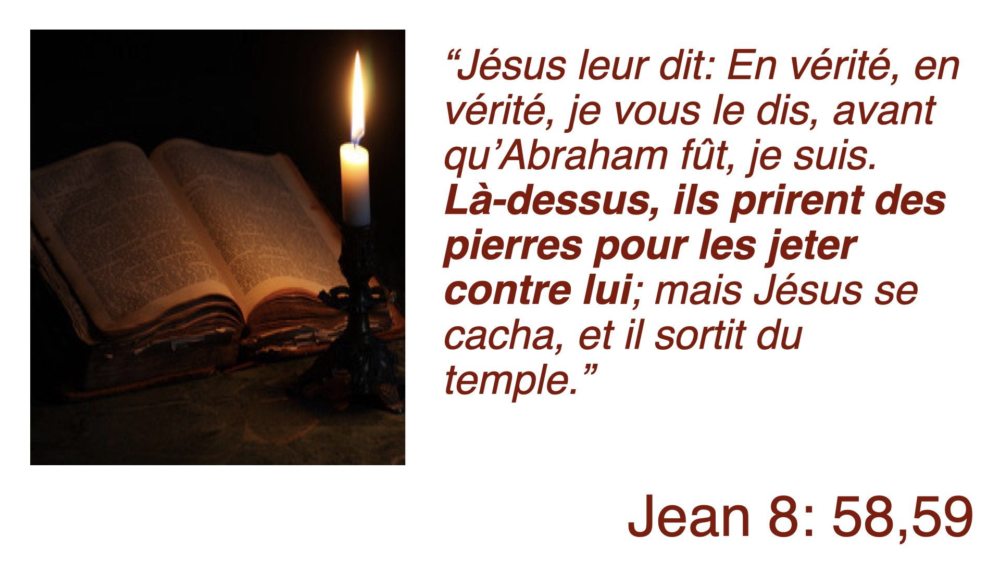 “Jésus leur dit: En vérité, en
vérité, je vous le dis, avant
qu’Abraham fût, je suis.
Là-dessus, ils prirent des
pierres pour les jeter
contre lui; mais Jésus se
cacha, et il sortit du
temple.”
Jean 8: 58,59